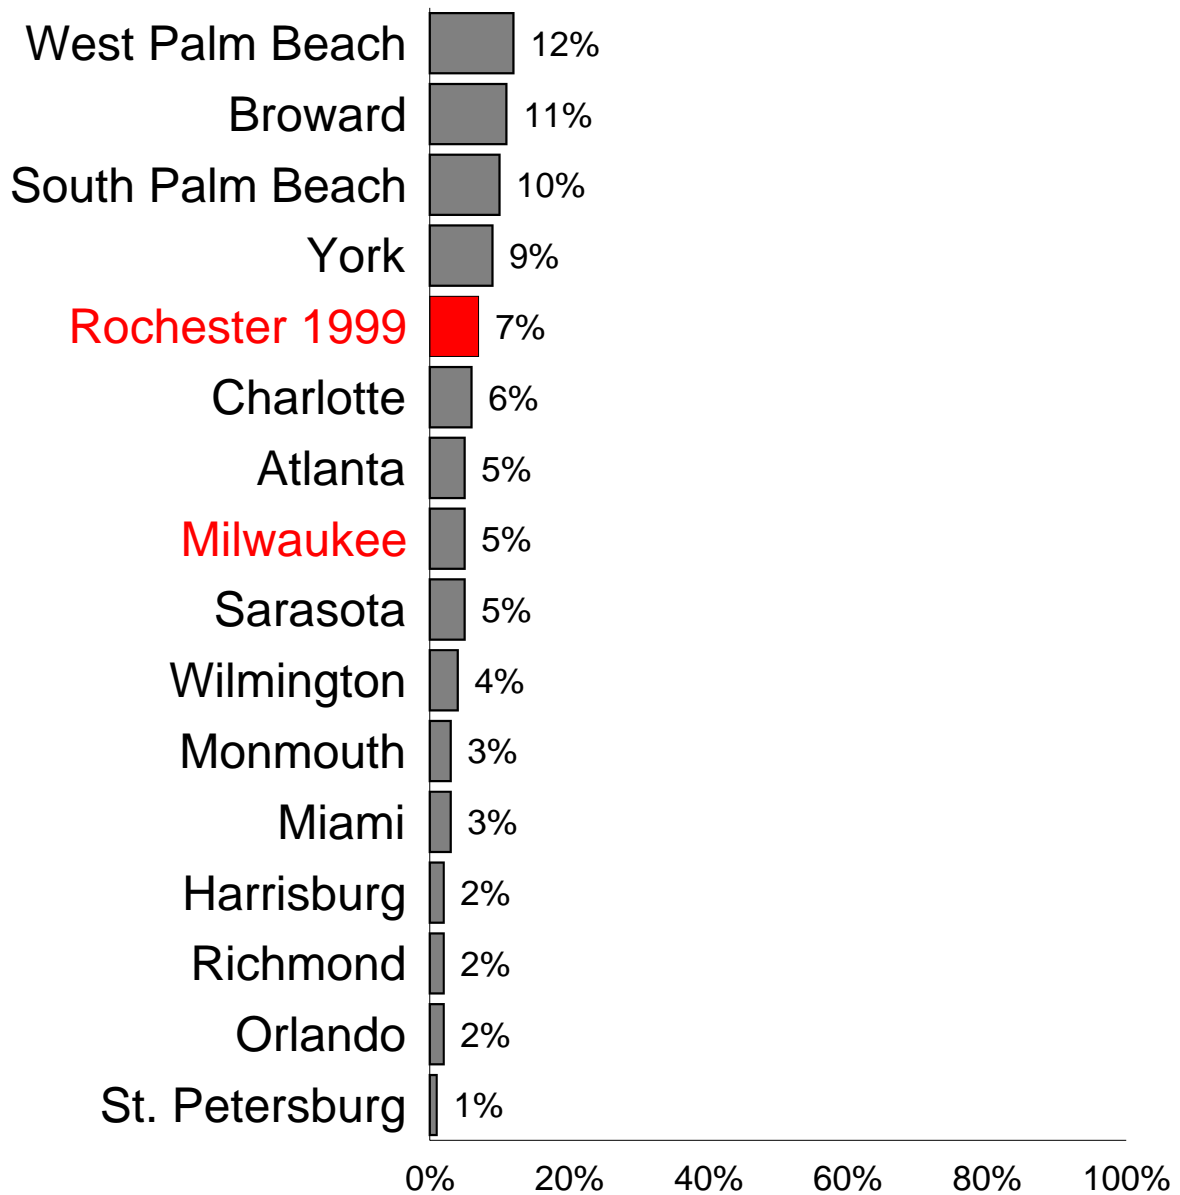 West Palm Beach 12%
Broward 11%
South Palm Beach 10%
York 9%
Rochester 1999 7%
Charlotte 6%
Atlanta 5%
Milwaukee 5%
Sarasota 5%
Wilmington 4%
Monmouth 3%
Miami 3%
Harrisburg 2%
Richmond 2%
Orlando 2%
St. Petersburg 1%
0% 20% 40% 60% 80% 100%